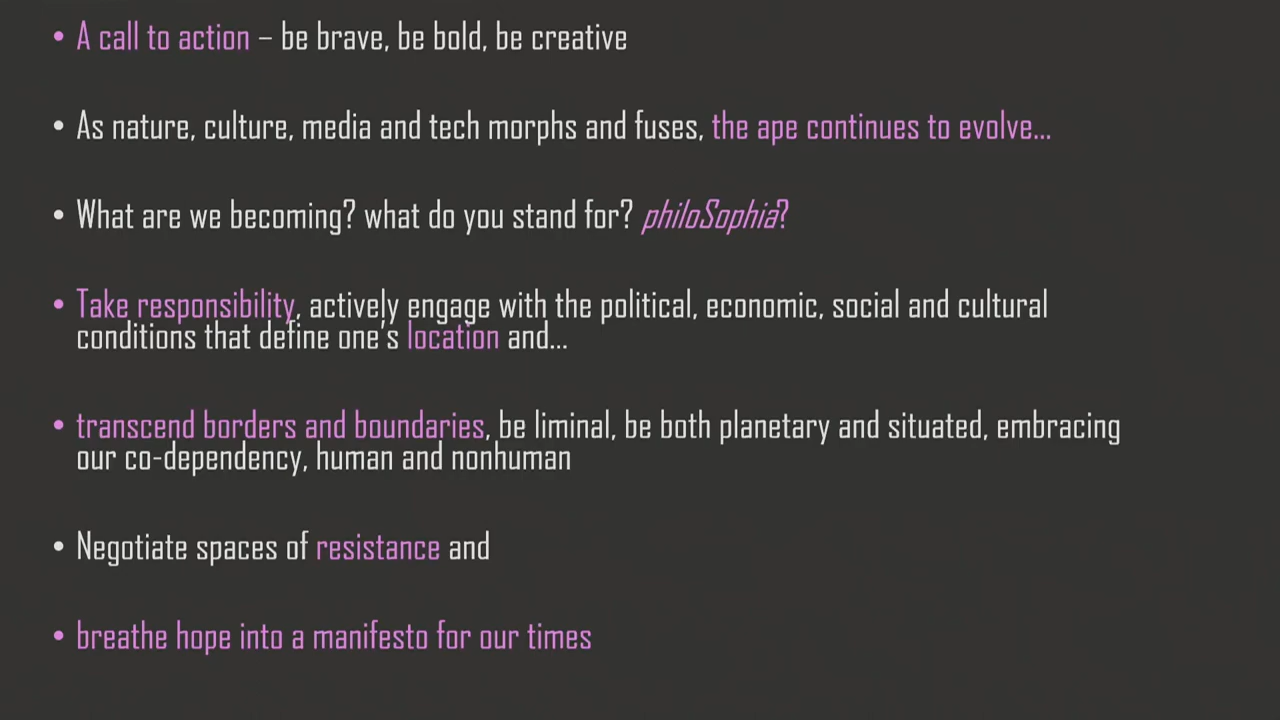 • A call to action – be brave, be bold, be creative
• As nature, culture, media and tech morphs and fuses, the ape continues to evolve...
• What are we becoming? what do you stand for? philoSophia?
• Take responsibility, actively engage with the political, economic, social and cultural
conditions that define one's location and...
• transcend borders and boundaries, be liminal, be both planetary and situated, embracing
our co-dependency, human and nonhuman
• Negotiate spaces of resistance and
• breathe hope into a manifesto for our times